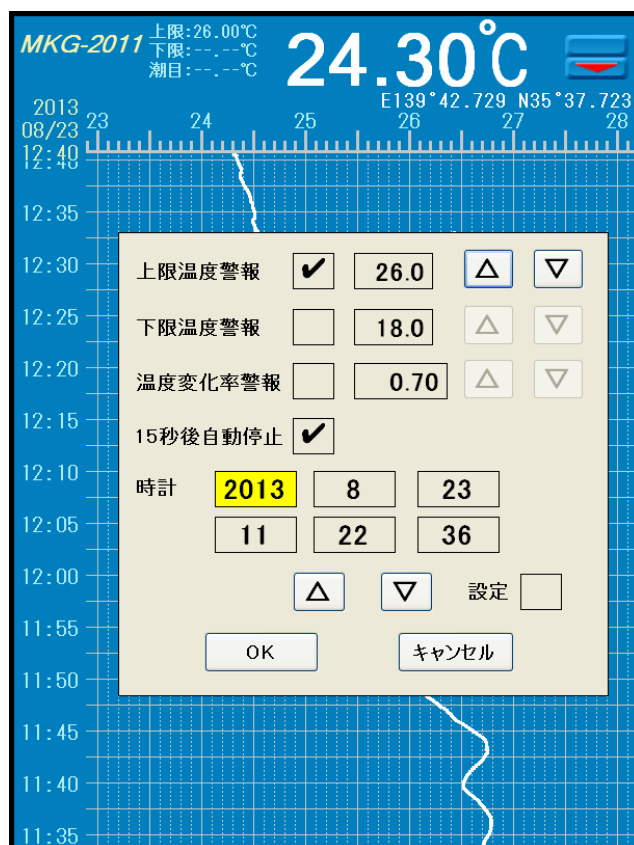 MKG-2011
上限:26.00℃
下限:--.--℃
潮目:--.--℃
24.30℃
E139°42.729 N35°37.723
2013
08/23
23 24 25 26 27 28
12:40
12:35
12:30
12:25
12:20
12:15
12:10
12:05
12:00
11:55
11:50
11:45
11:40
11:35
上限温度警報 ✔ 26.0 △ ▽
下限温度警報 18.0 △ ▽
温度変化率警報 0.70 △ ▽
15秒後自動停止 ✔
時計 2013 8 23
11 22 36
△ ▽ 設定
OK キャンセル